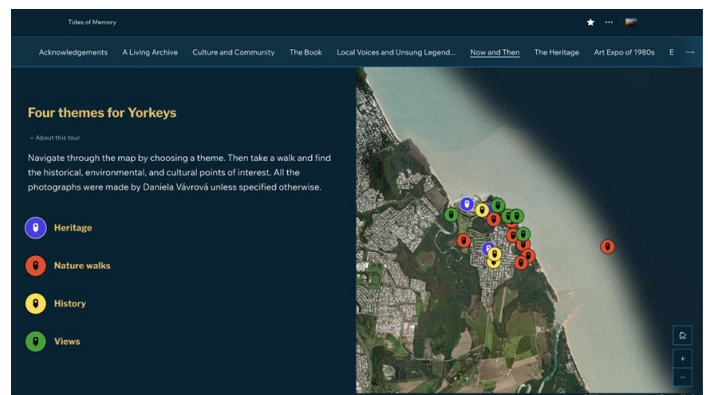 Tides of Memory
Acknowledgements A Living Archive Culture and Community The Book Local Voices and Unsung Legend... Now and Then The Heritage Art Expo of 1980s E →
Four themes for Yorkeys
About this tour
Navigate through the map by choosing a theme. Then take a walk and find
the historical, environmental, and cultural points of interest. All the
photographs were made by Daniela Vávrová unless specified otherwise.
Heritage
Nature walks
History
Views
+
−